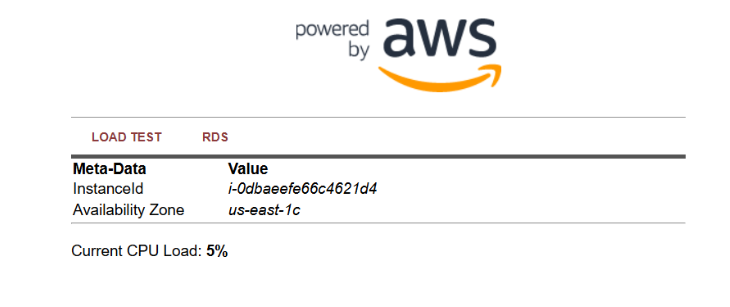 powered
by aws
LOAD TEST RDS
Meta-Data Value
InstanceId i-0dbaeefe66c4621d4
Availability Zone us-east-1c
Current CPU Load: 5%